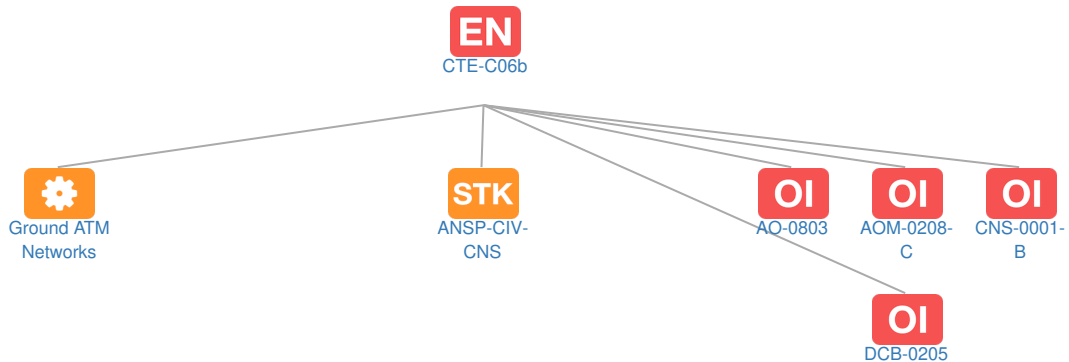 EN
CTE-C06b
Ground ATM
Networks
STK
ANSP-CIV-
CNS
OI
AO-0803
OI
AOM-0208-
C
OI
CNS-0001-
B
OI
DCB-0205